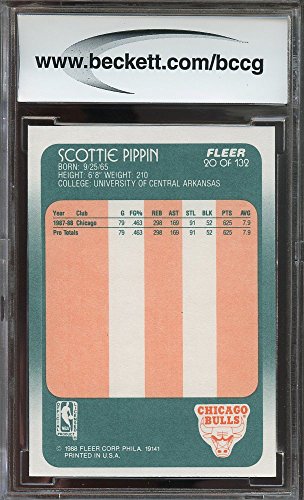 www.beckett.com/bccg
SCOTTIE PIPPIN
FLEER
20 OF 132
BORN: 9/25/65
HEIGHT: 6'8" WEIGHT: 210
COLLEGE: UNIVERSITY OF CENTRAL ARKANSAS
Year Club G FG% REB AST STL BLK PTS AVG
1987-88 Chicago 79 .463 298 169 91 52 625 7.9
Pro Totals 79 .463 298 169 91 52 625 7.9
NBA
CHICAGO
BULLS
© 1988 FLEER CORP. PHILA. 19141
PRINTED IN U.S.A.